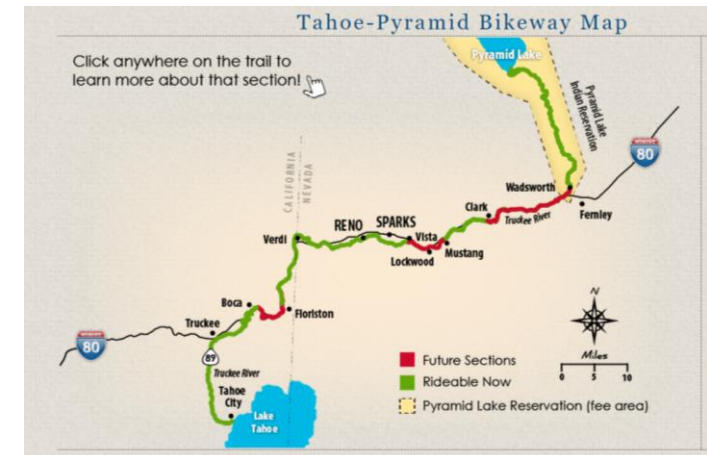 Tahoe-Pyramid Bikeway Map
Click anywhere on the trail to
learn more about that section!
Pyramid Lake
Pyramid Lake
Indian Reservation
80
Wadsworth
Fernley
Clark
Truckee River
CALIFORNIA
NEVADA
RENO
SPARKS
Verdi
Vista
Lockwood
Mustang
Boca
Floriston
Truckee
80
89
Truckee River
Tahoe
City
Lake
Tahoe
N
Miles
0 5 10
Future Sections
Rideable Now
Pyramid Lake Reservation (fee area)